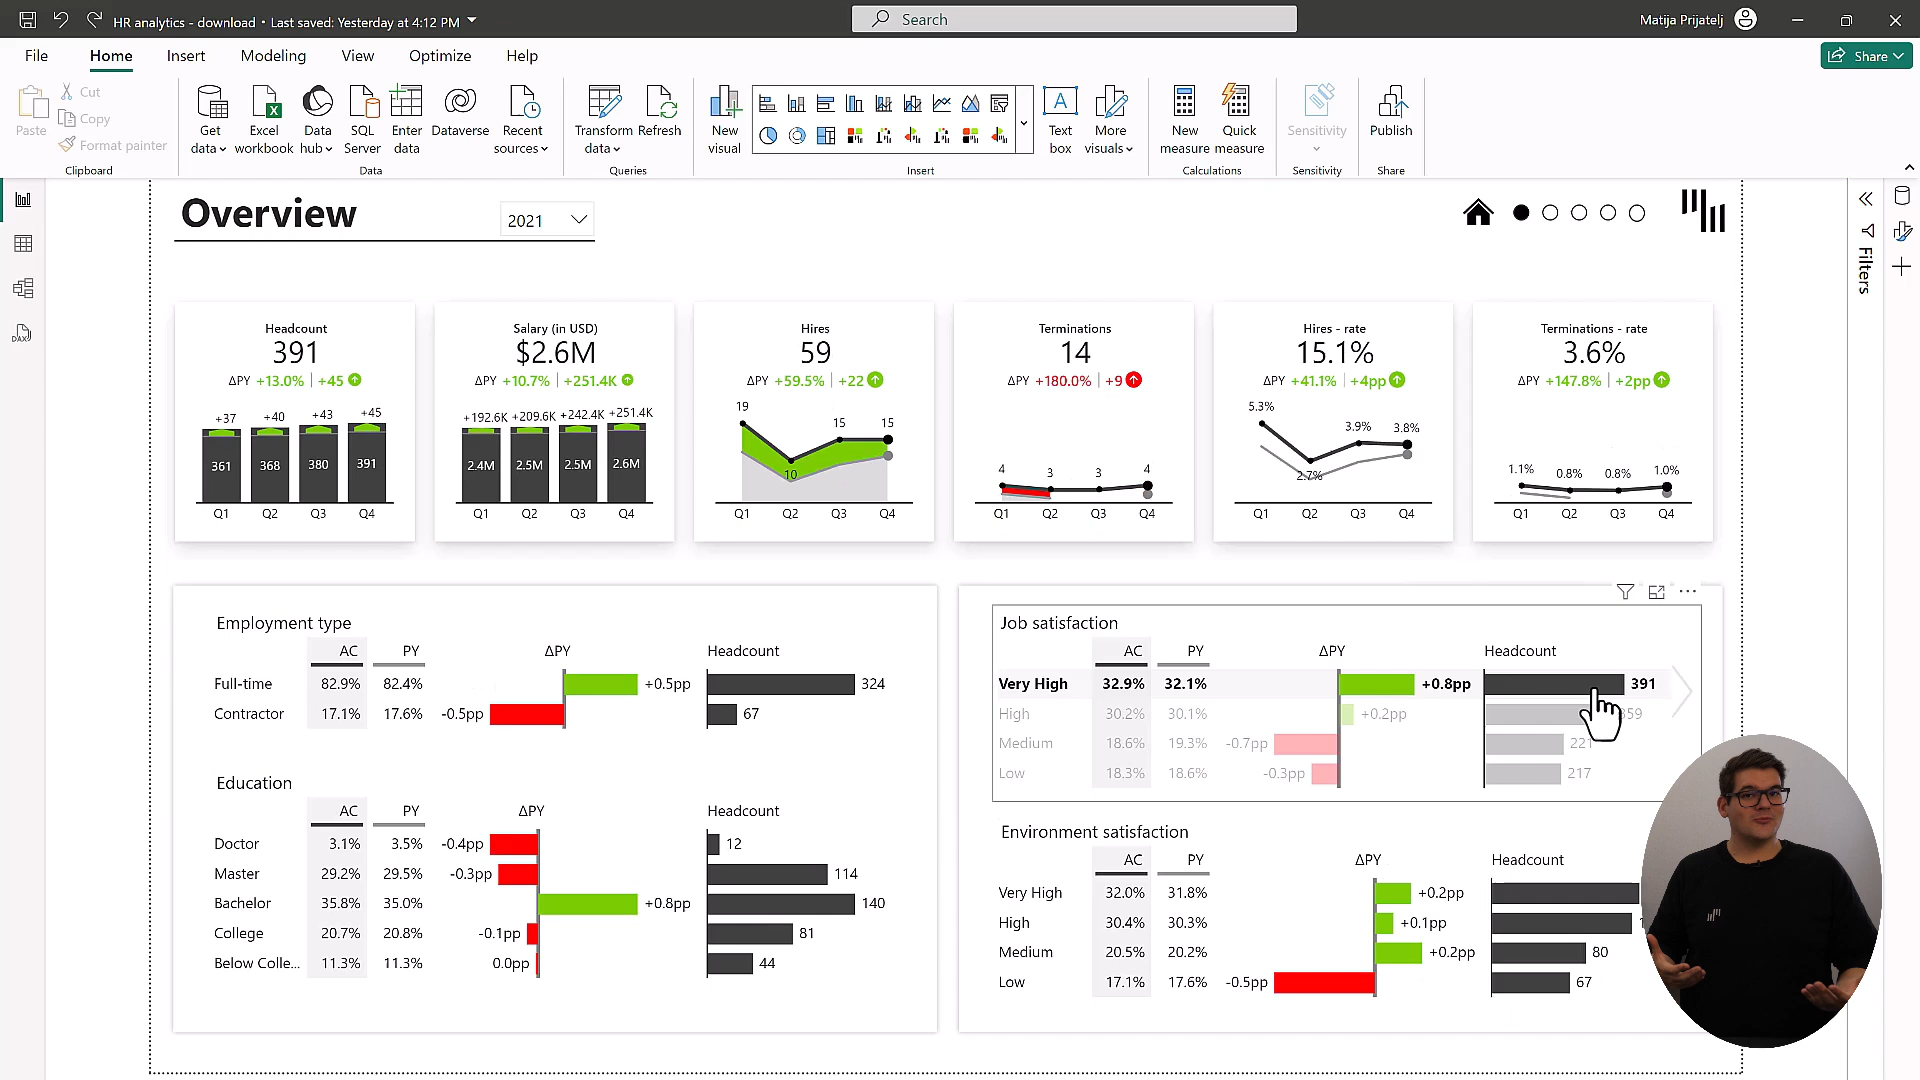 HR analytics - download • Last saved: Yesterday at 4:12 PM
Search
Matija Prijatelj
File Home Insert Modeling View Optimize Help
Share
Paste
Cut
Copy
Format painter
Clipboard
Get data
Excel workbook
Data hub
SQL Server
Enter data
Dataverse
Recent sources
Data
Transform data
Refresh
Queries
New visual
Text box
More visuals
Insert
New measure
Quick measure
Calculations
Sensitivity
Sensitivity
Publish
Share
DAX
Filters
Overview
2021
Headcount
391
ΔPY +13.0% +45
+37 +40 +43 +45
361 368 380 391
Q1 Q2 Q3 Q4
Salary (in USD)
$2.6M
ΔPY +10.7% +251.4K
+192.6K +209.6K +242.4K +251.4K
2.4M 2.5M 2.5M 2.6M
Q1 Q2 Q3 Q4
Hires
59
ΔPY +59.5% +22
19 10 15 15
Q1 Q2 Q3 Q4
Terminations
14
ΔPY +180.0% +9
4 3 3 4
Q1 Q2 Q3 Q4
Hires - rate
15.1%
ΔPY +41.1% +4pp
5.3% 2.7% 3.9% 3.8%
Q1 Q2 Q3 Q4
Terminations - rate
3.6%
ΔPY +147.8% +2pp
1.1% 0.8% 0.8% 1.0%
Q1 Q2 Q3 Q4
Employment type
AC PY ΔPY Headcount
Full-time 82.9% 82.4% +0.5pp 324
Contractor 17.1% 17.6% -0.5pp 67
Education
AC PY ΔPY Headcount
Doctor 3.1% 3.5% -0.4pp 12
Master 29.2% 29.5% -0.3pp 114
Bachelor 35.8% 35.0% +0.8pp 140
College 20.7% 20.8% -0.1pp 81
Below Colle... 11.3% 11.3% 0.0pp 44
Job satisfaction
AC PY ΔPY Headcount
Very High 32.9% 32.1% +0.8pp 391
High 30.2% 30.1% +0.2pp 359
Medium 18.6% 19.3% -0.7pp 221
Low 18.3% 18.6% -0.3pp 217
Environment satisfaction
AC PY ΔPY Headcount
Very High 32.0% 31.8% +0.2pp
High 30.4% 30.3% +0.1pp
Medium 20.5% 20.2% +0.2pp 80
Low 17.1% 17.6% -0.5pp 67